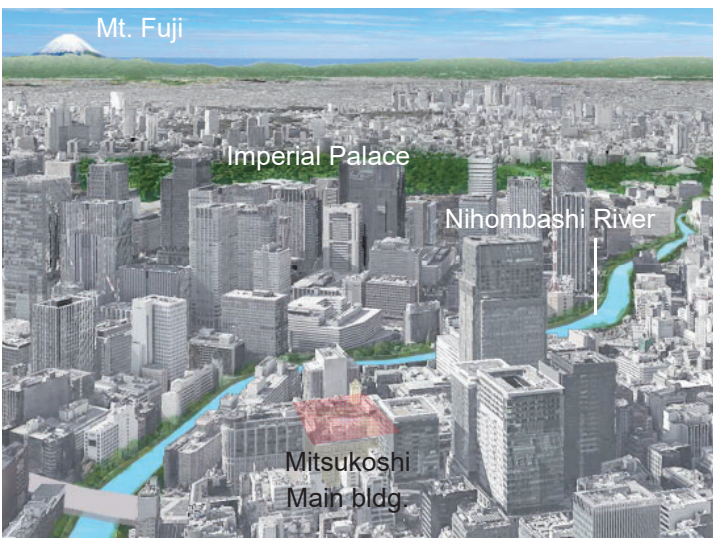 Mt. Fuji
Imperial Palace
Nihombashi River
Mitsukoshi
Main bldg.